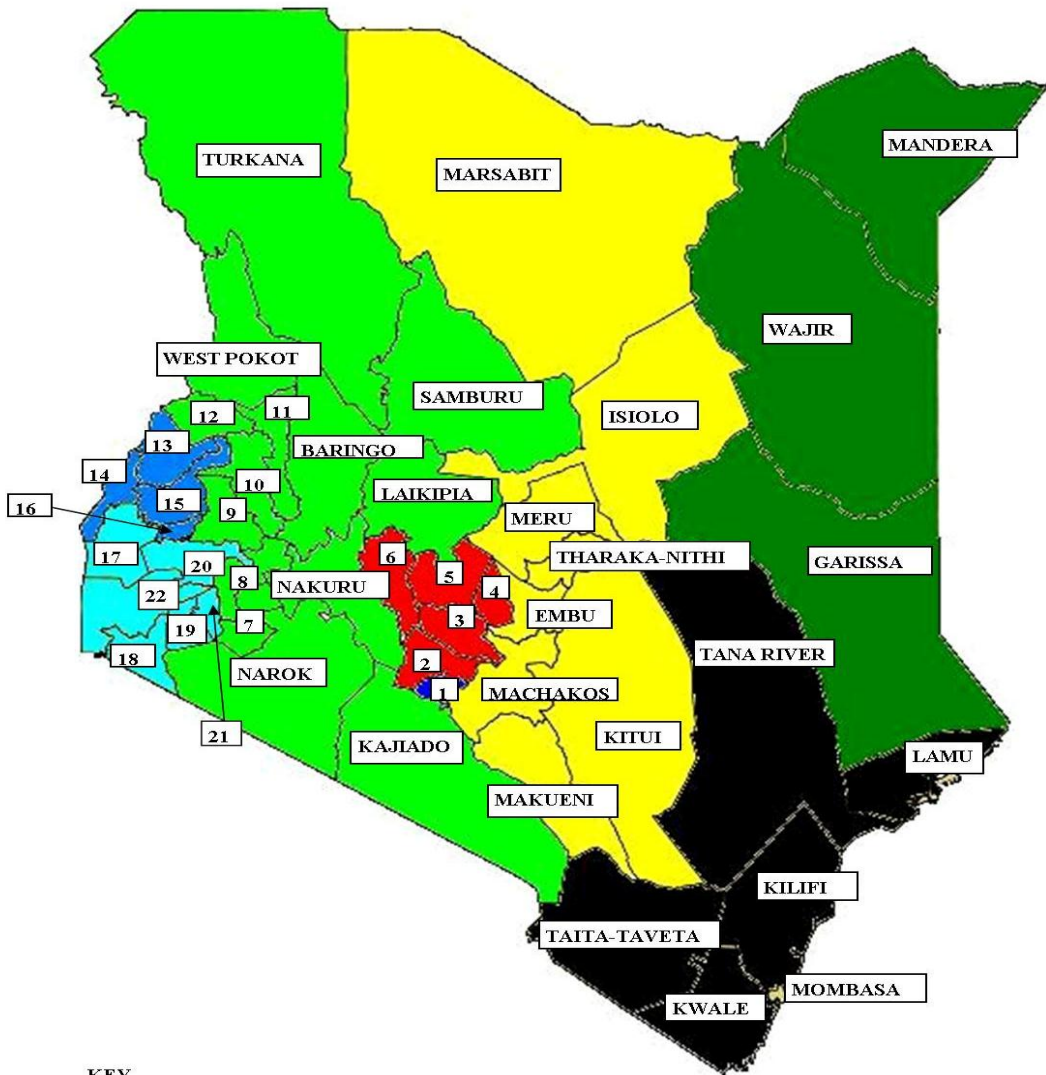 TURKANA
MARSABIT
MANDERA
WAJIR
WEST POKOT
SAMBURU
ISIOLO
12
11
13
BARINGO
14
10
15
LAIKIPIA
16
9
MERU
17
THARAKA-NITHI
6
20
5
GARISSA
8
NAKURU
4
22
3
EMBU
19
7
18
2
TANA RIVER
NAROK
1
MACHAKOS
21
KAJIADO
KITUI
LAMU
MAKUENI
KILIFI
TAITA-TAVETA
MOMBASA
KWALE
KEY